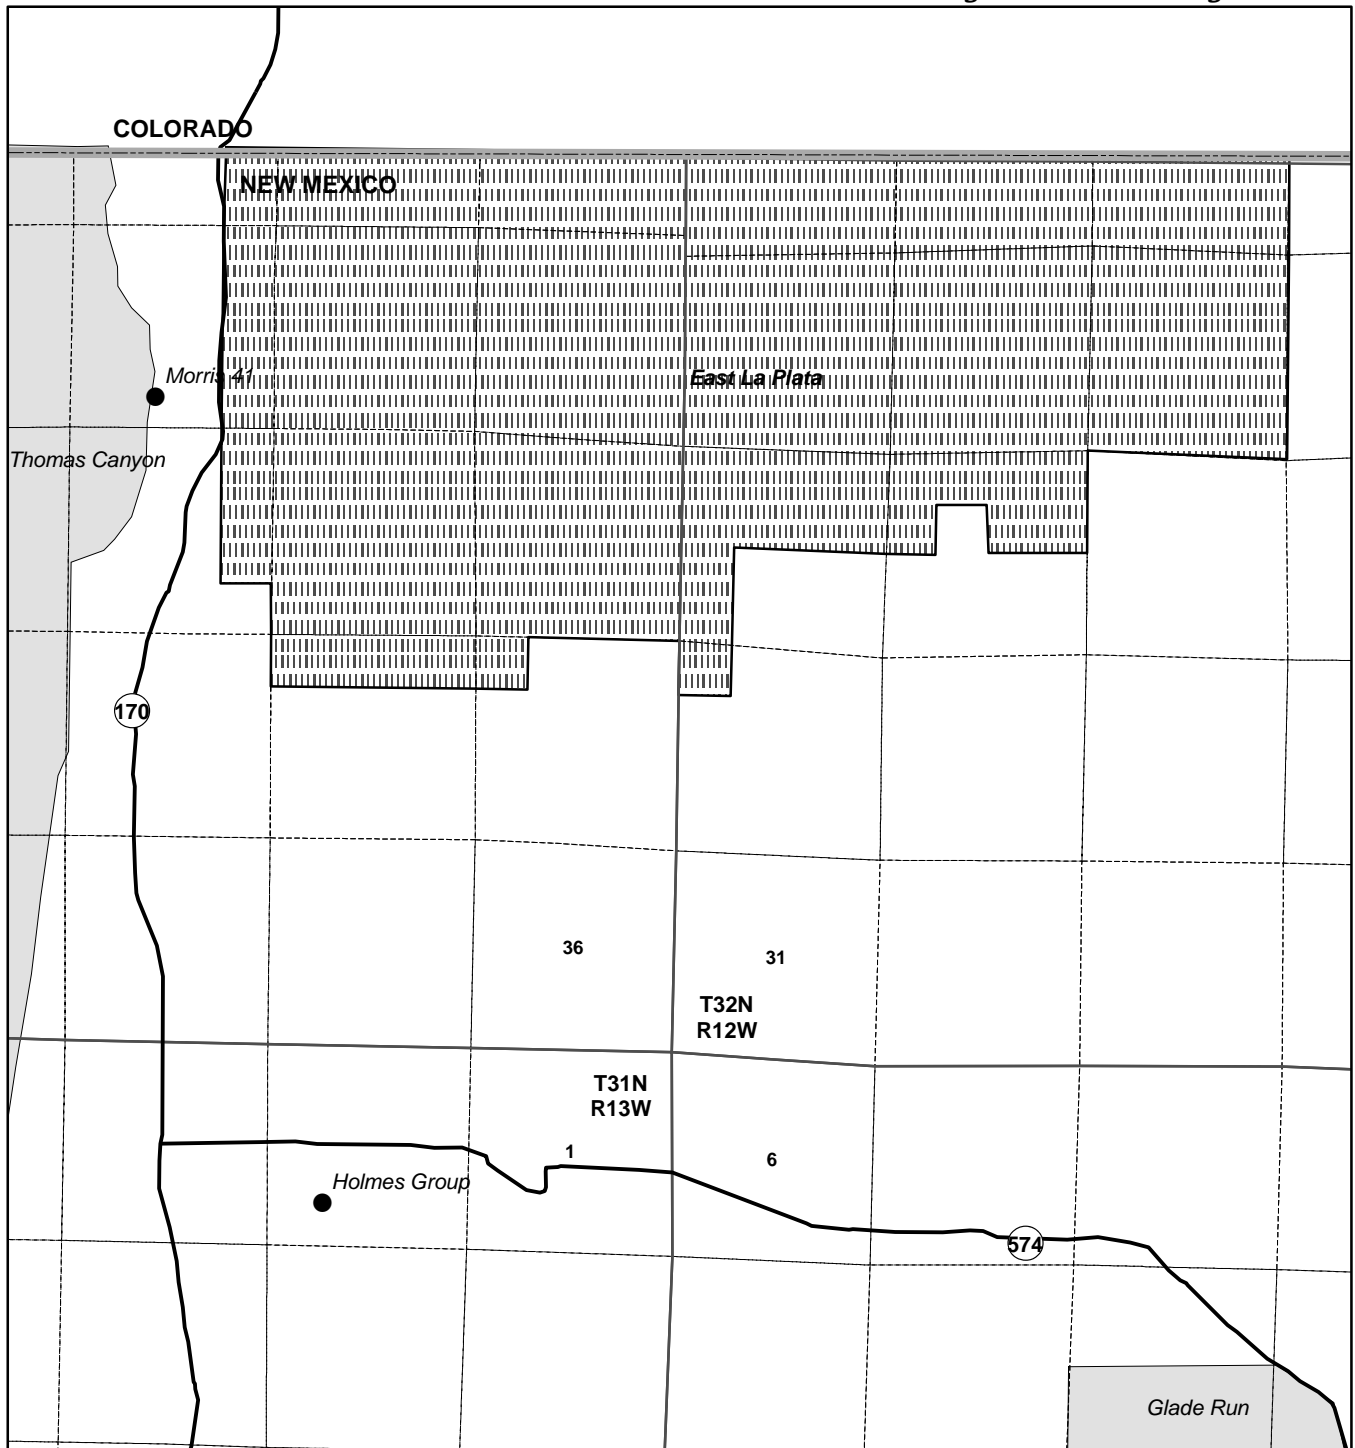 COLORADO
NEW MEXICO
Morris 41
East La Plata
Thomas Canyon
170
36
31
T32N
R12W
T31N
R13W
1
6
Holmes Group
574
Glade Run